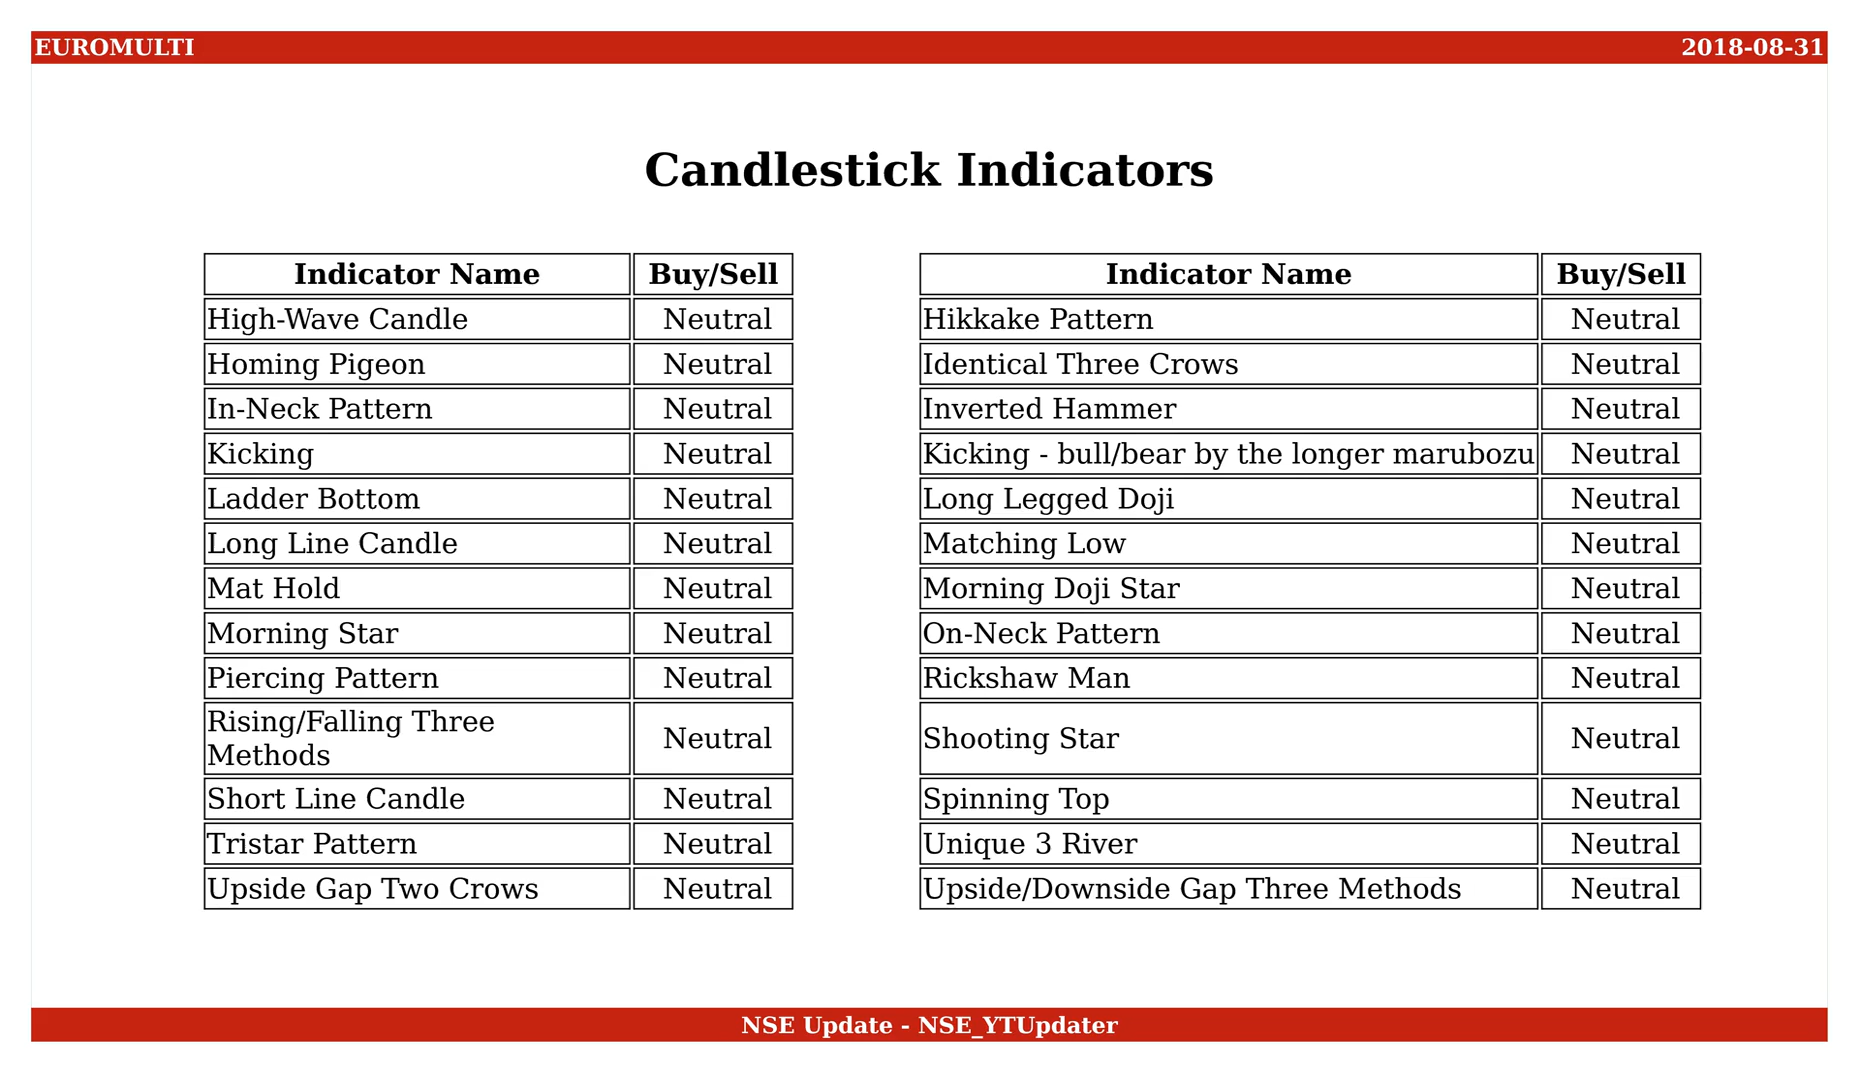 EUROMULTI 2018-08-31
Candlestick Indicators
Indicator Name Buy/Sell Indicator Name Buy/Sell
High-Wave Candle Neutral Hikkake Pattern Neutral
Homing Pigeon Neutral Identical Three Crows Neutral
In-Neck Pattern Neutral Inverted Hammer Neutral
Kicking Neutral Kicking - bull/bear by the longer marubozu Neutral
Ladder Bottom Neutral Long Legged Doji Neutral
Long Line Candle Neutral Matching Low Neutral
Mat Hold Neutral Morning Doji Star Neutral
Morning Star Neutral On-Neck Pattern Neutral
Piercing Pattern Neutral Rickshaw Man Neutral
Rising/Falling Three
Methods Neutral Shooting Star Neutral
Short Line Candle Neutral Spinning Top Neutral
Tristar Pattern Neutral Unique 3 River Neutral
Upside Gap Two Crows Neutral Upside/Downside Gap Three Methods Neutral
NSE Update - NSE_YTUpdater